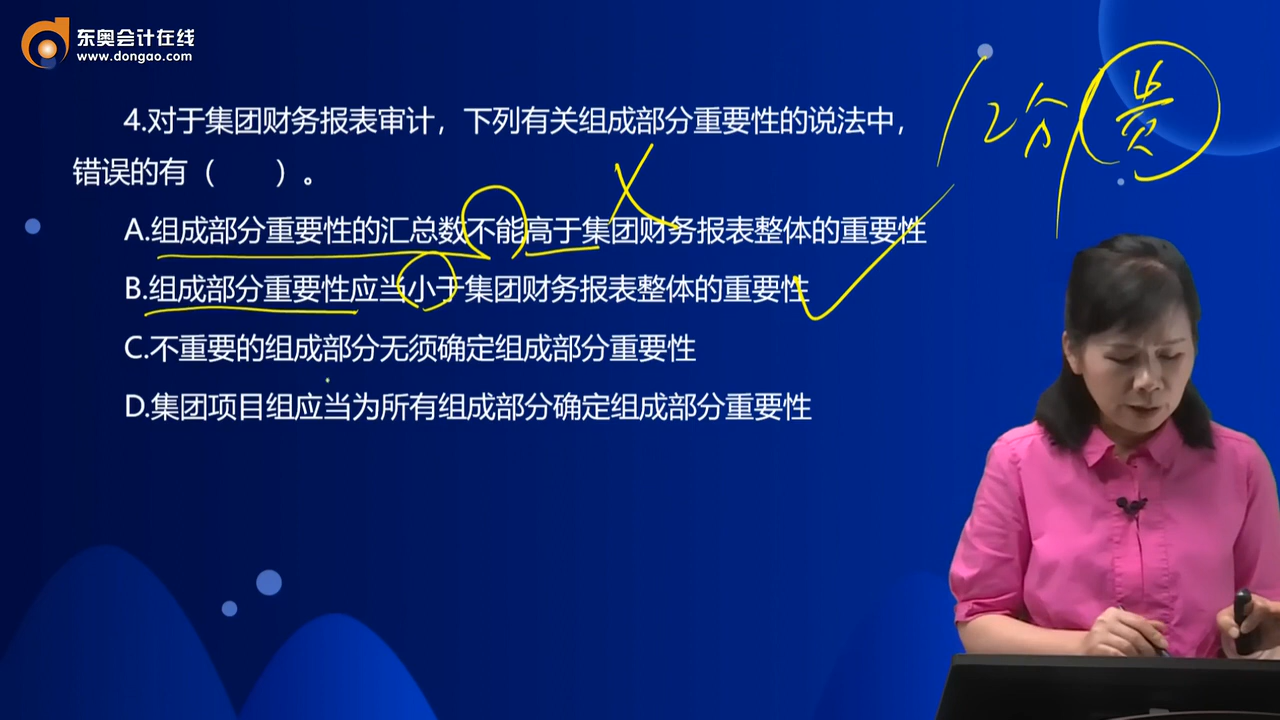 东奥会计在线
www.dongao.com
12分 贵
4.对于集团财务报表审计，下列有关组成部分重要性的说法中，
错误的有（　　）。
A.组成部分重要性的汇总数不能高于集团财务报表整体的重要性
B.组成部分重要性应当小于集团财务报表整体的重要性
C.不重要的组成部分无须确定组成部分重要性
D.集团项目组应当为所有组成部分确定组成部分重要性